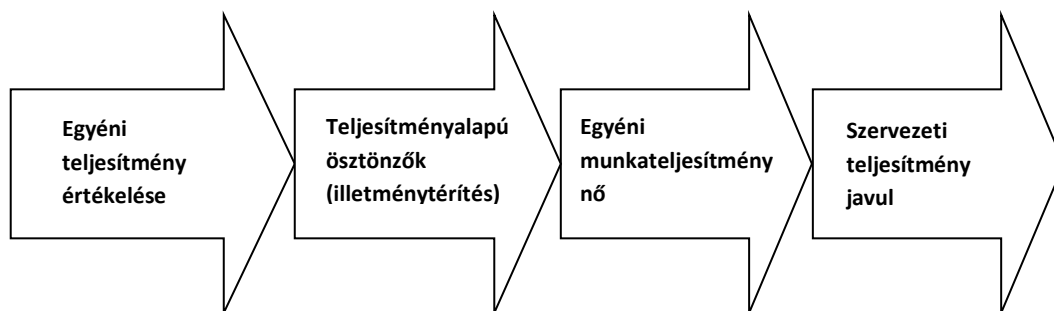 Egyéni
teljesítmény
értékelése
Teljesítményalapú
ösztönzők
(illetménytérítés)
Egyéni
munkateljesítmény
nő
Szervezeti
teljesítmény
javul